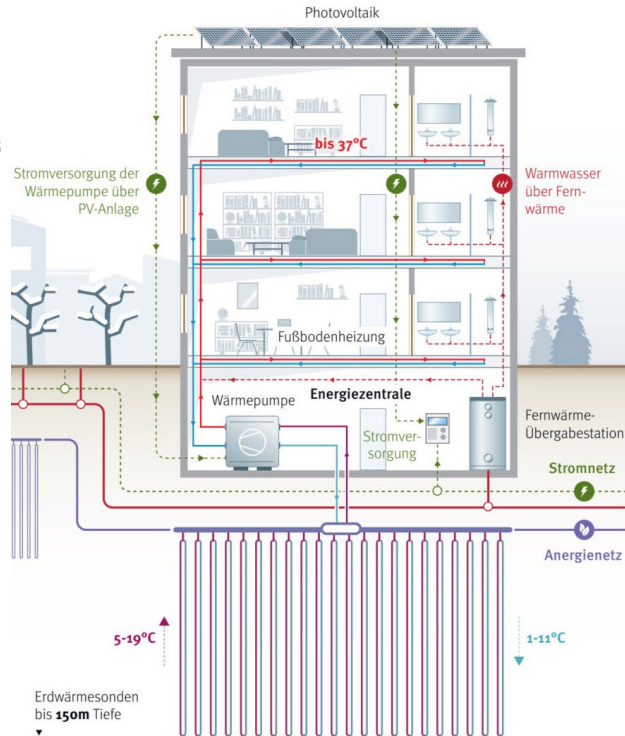 Photovoltaik
bis 37°C
Stromversorgung der
Wärmepumpe über
PV-Anlage
Warmwasser
über Fern-
wärme
Fußbodenheizung
Energiezentrale
Wärmepumpe
Stromver-
sorgung
Fernwärme-
Übergabestation
Stromnetz
Anergienetz
5-19°C
1-11°C
Erdwärmesonden
bis 150m Tiefe